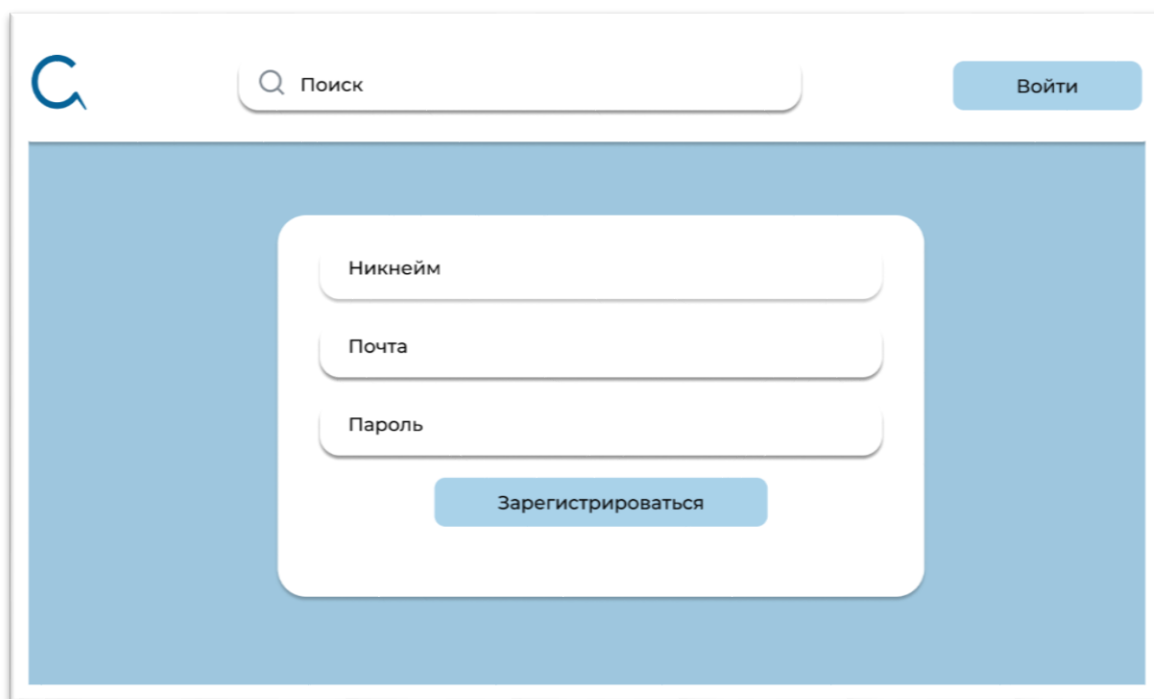 Поиск
Войти
Никнейм
Почта
Пароль
Зарегистрироваться